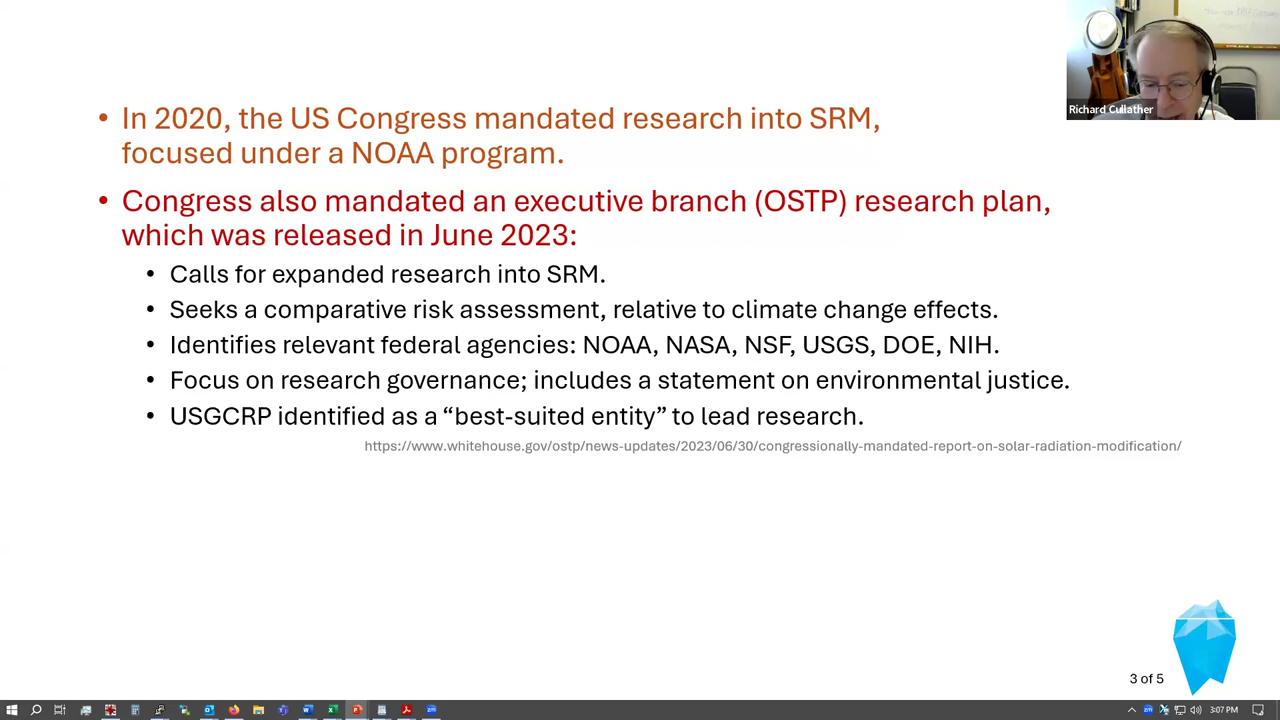 Richard Cullather
• In 2020, the US Congress mandated research into SRM,
focused under a NOAA program.
• Congress also mandated an executive branch (OSTP) research plan,
which was released in June 2023:
• Calls for expanded research into SRM.
• Seeks a comparative risk assessment, relative to climate change effects.
• Identifies relevant federal agencies: NOAA, NASA, NSF, USGS, DOE, NIH.
• Focus on research governance; includes a statement on environmental justice.
• USGCRP identified as a “best-suited entity” to lead research.
https://www.whitehouse.gov/ostp/news-updates/2023/06/30/congressionally-mandated-report-on-solar-radiation-modification/
3 of 5
3:07 PM